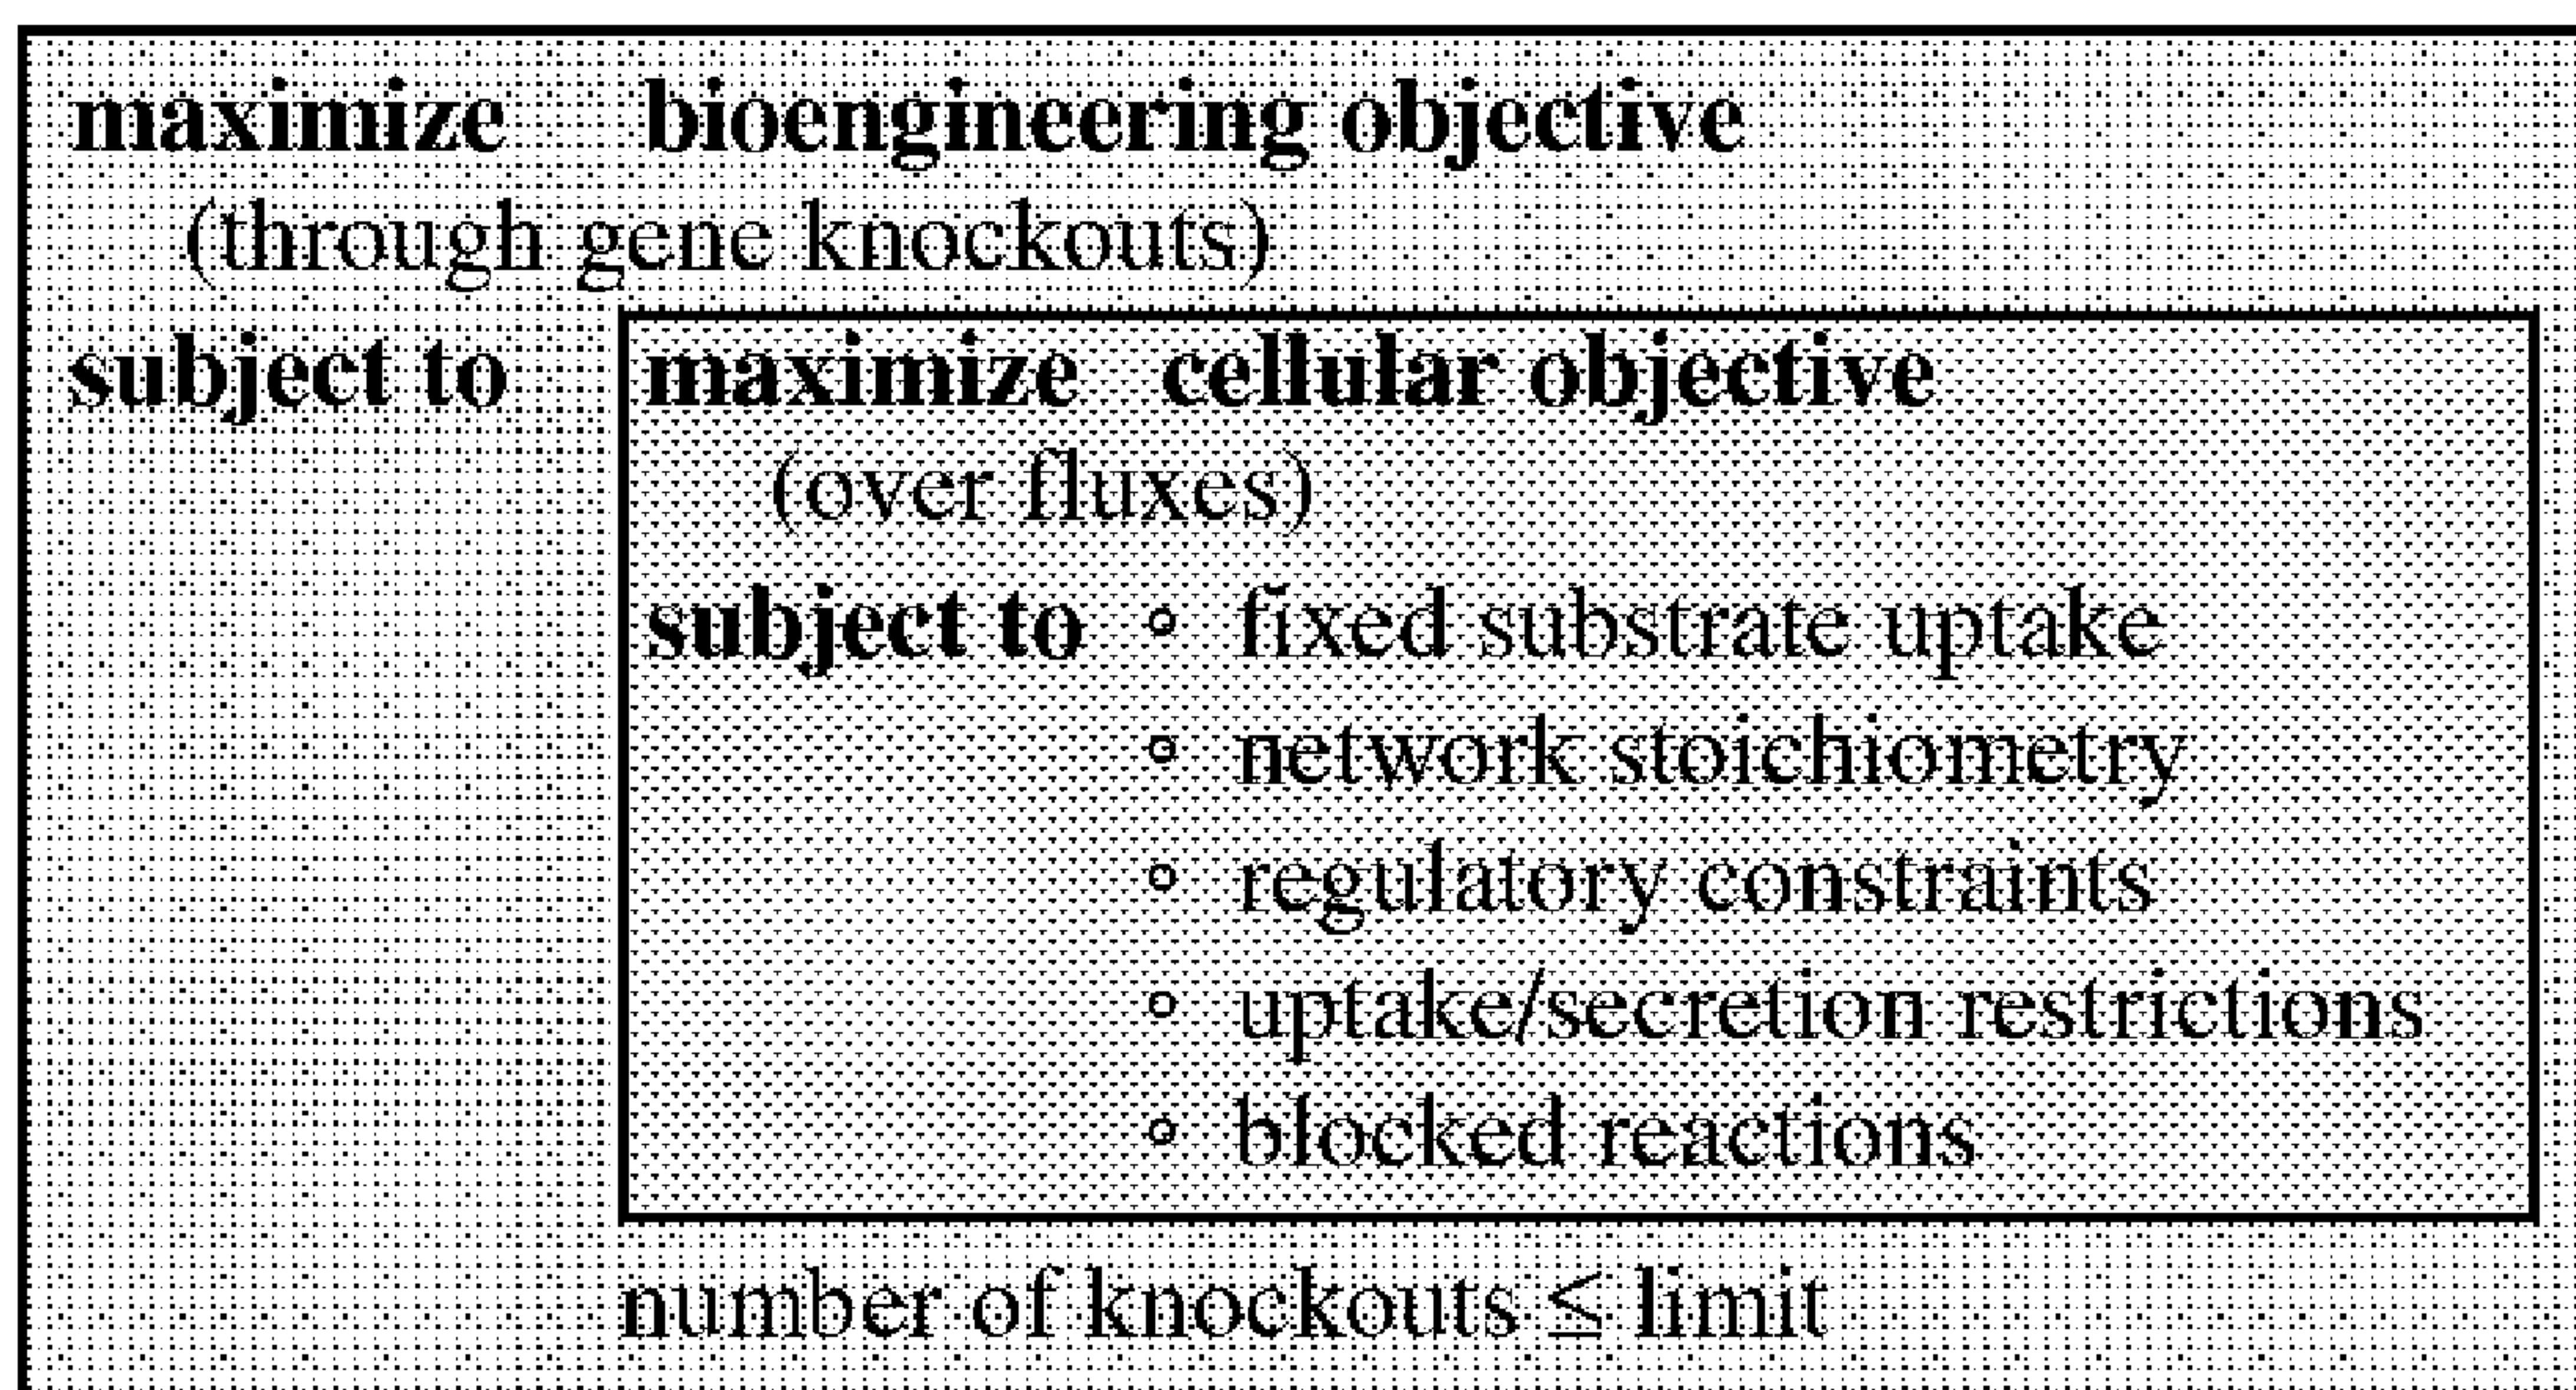 maximize bioengineering objective
(through gene knockouts)
subject to maximize cellular objective
(over fluxes)
subject to ∘ fixed substrate uptake
∘ network stoichiometry
∘ regulatory constraints
∘ uptake/secretion restrictions
∘ blocked reactions
number of knockouts ≤ limit